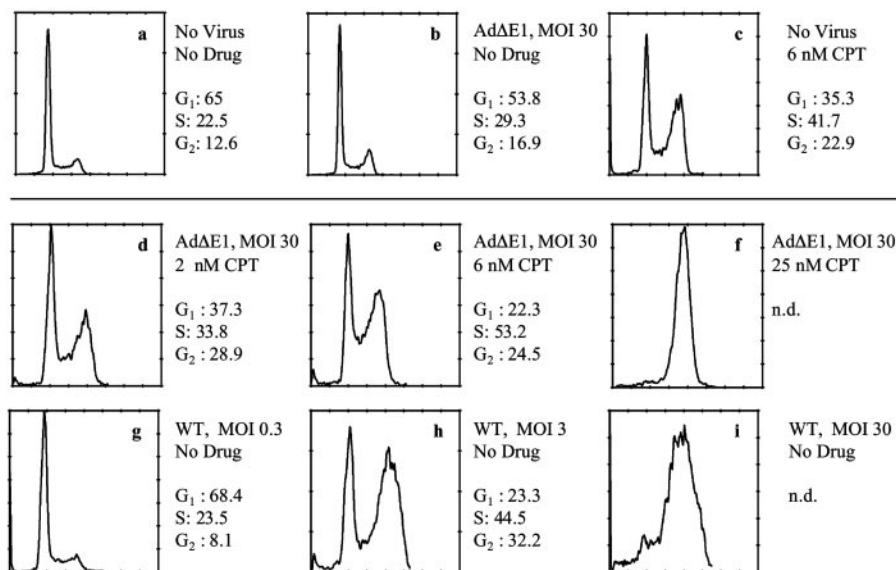 a
No Virus
No Drug
G₁: 65
S: 22.5
G₂: 12.6
b
AdΔE1, MOI 30
No Drug
G₁: 53.8
S: 29.3
G₂: 16.9
c
No Virus
6 nM CPT
G₁: 35.3
S: 41.7
G₂: 22.9
d
AdΔE1, MOI 30
2 nM CPT
G₁ : 37.3
S: 33.8
G₂ : 28.9
e
AdΔE1, MOI 30
6 nM CPT
G₁ : 22.3
S: 53.2
G₂ : 24.5
f
AdΔE1, MOI 30
25 nM CPT
n.d.
g
WT, MOI 0.3
No Drug
G₁ : 68.4
S: 23.5
G₂ : 8.1
h
WT, MOI 3
No Drug
G₁ : 23.3
S: 44.5
G₂ : 32.2
i
WT, MOI 30
No Drug
n.d.